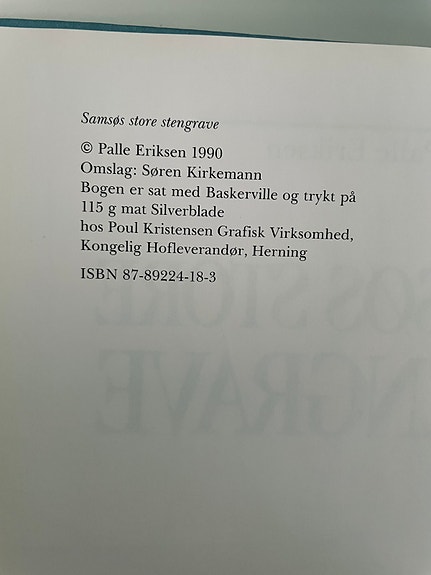 Samsøs store stengrave
© Palle Eriksen 1990
Omslag: Søren Kirkemann
Bogen er sat med Baskerville og trykt på
115 g mat Silverblade
hos Poul Kristensen Grafisk Virksomhed,
Kongelig Hofleverandør, Herning
ISBN 87-89224-18-3